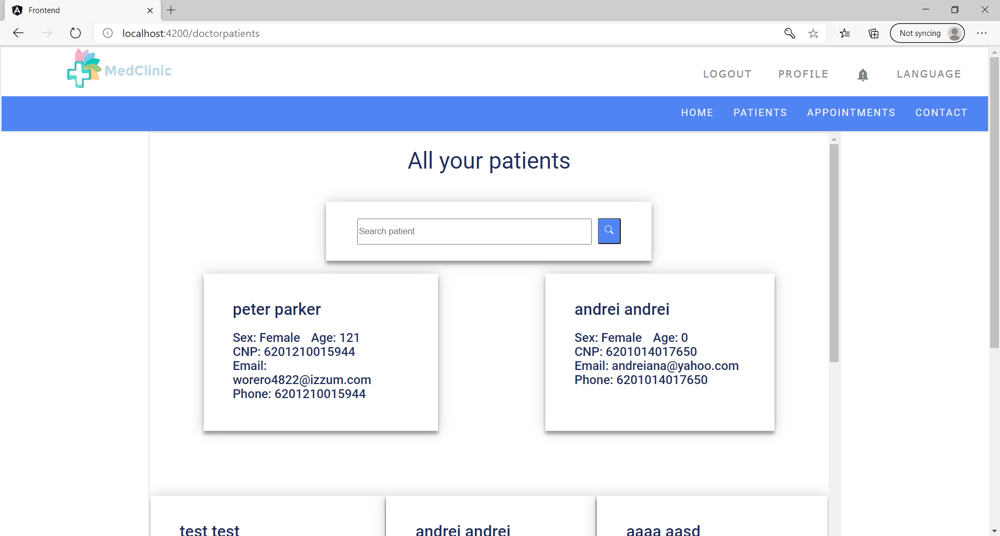 Frontend
localhost:4200/doctorpatients
Not syncing
MedClinic
LOGOUT PROFILE LANGUAGE
HOME PATIENTS APPOINTMENTS CONTACT
All your patients
Search patient
peter parker
Sex: Female Age: 121
CNP: 6201210015944
Email:
worero4822@izzum.com
Phone: 6201210015944
andrei andrei
Sex: Female Age: 0
CNP: 6201014017650
Email: andreiana@yahoo.com
Phone: 6201014017650
test test
andrei andrei
aaaa aasd